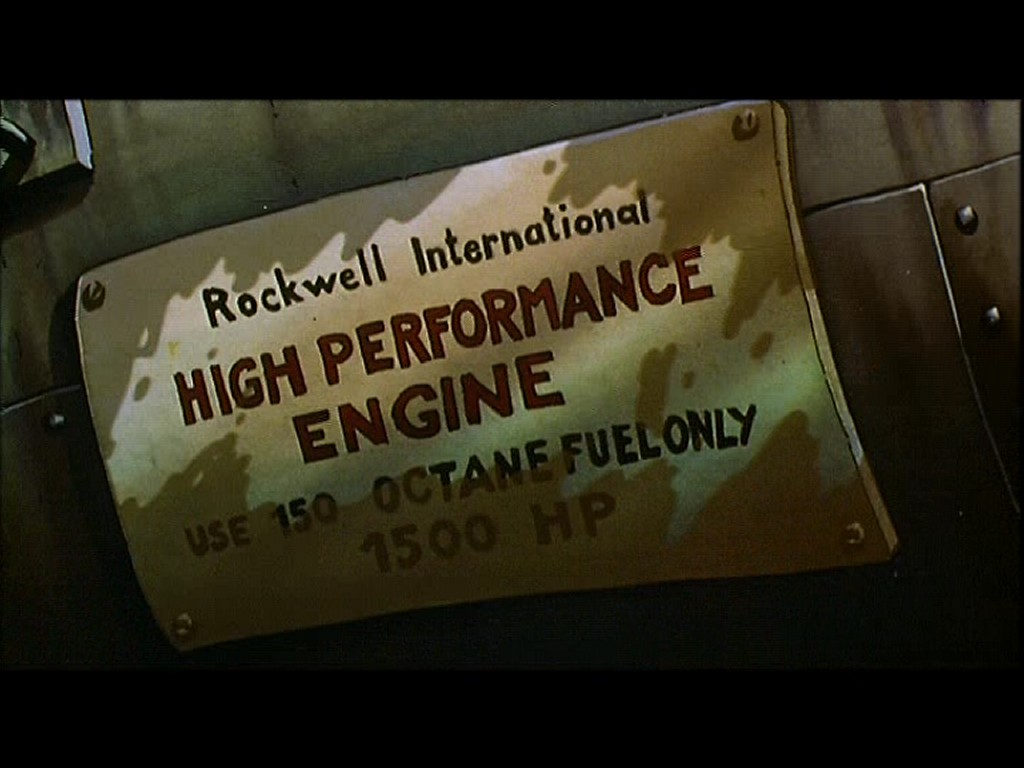 Rockwell International
HIGH PERFORMANCE
ENGINE
USE 150 OCTANE FUEL ONLY
1500 HP